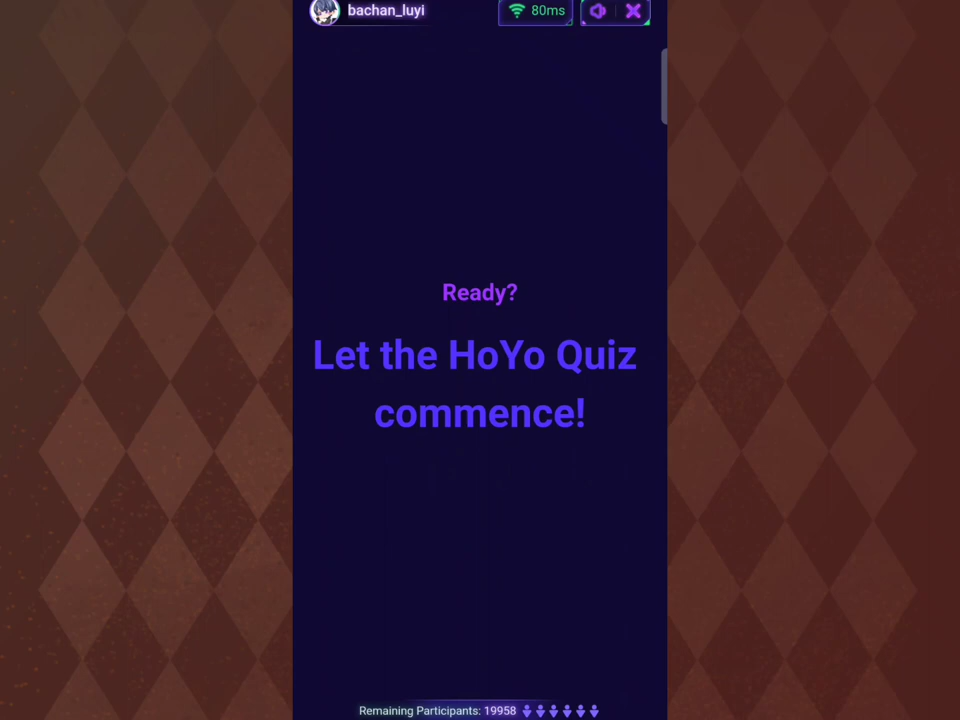 bachan_luyi
80ms
Ready?
Let the HoYo Quiz
commence!
Remaining Participants: 19958